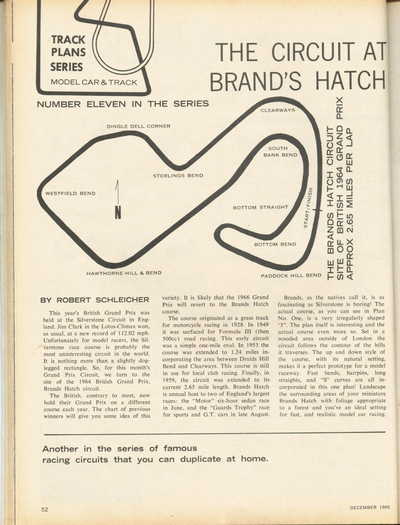 TRACK
PLANS
SERIES
MODEL CAR & TRACK
THE CIRCUIT AT
BRAND'S HATCH
NUMBER ELEVEN IN THE SERIES
CLEARWAYS
DINGLE DELL CORNER
SOUTH
BANK BEND
STERLINGS BEND
WESTFIELD BEND
N
BOTTOM STRAIGHT
START/FINISH
BOTTOM BEND
HAWTHORNE HILL & BEND
PADDOCK HILL BEND
THE BRANDS HATCH CIRCUIT
SITE OF BRITISH 1964 GRAND PRIX
APPROX 2.65 MILES PER LAP
BY ROBERT SCHLEICHER
This year's British Grand Prix was
held at the Silverstone Circuit in Eng-
land. Jim Clark in the Lotus-Climax won,
as usual, at a new record of 112.02 mph.
Unfortunately for model racers, the Sil-
verstone race course is probably the
most uninteresting circuit in the world.
It is nothing more than a slightly dog-
legged rectangle. So, for this month's
Grand Prix Circuit, we turn to the
site of the 1964 British Grand Prix,
Brands Hatch circuit.
The British, contrary to most, now
hold their Grand Prix on a different
course each year. The chart of previous
winners will give you some idea of this
variety. It is likely that the 1966 Grand
Prix will revert to the Brands Hatch
course.
The course originated as a grass track
for motorcycle racing in 1928. In 1949
it was surfaced for Formula III (then
500cc) road racing. This early circuit
was a simple one-mile oval. In 1953 the
course was extended to 1.24 miles in-
corporating the area between Druids Hill
Bend and Clearways. This course is still
in use for local club racing. Finally, in
1959, the circuit was extended to its
current 2.65 mile length. Brands Hatch
is annual host to two of England's largest
races: the "Motor" six-hour sedan race
in June, and the "Guards Trophy" race
for sports and G.T. cars in late August.
Brands, as the natives call it, is as
fascinating as Silverstone is boring! The
actual course, as you can see in Plan
No. One, is a very irregularly shaped
The plan itself is interesting and the
actual course even more so. Set in a
wooded area outside of London the
circuit follows the contour of the hills
it traverses. The up and down style of
the course, with its natural setting,
makes it a perfect prototype for a model
raceway. Fast bends, hairpins, long
straights, and "S" curves are all in-
corporated in this one plan! Landscape
the surrounding areas of your miniature
Brands Hatch with foliage appropriate
to a forest and you've an ideal setting
for fast, and realistic model car racing.
Another in the series of famous
racing circuits that you can duplicate at home.
52
DECEMBER 1965